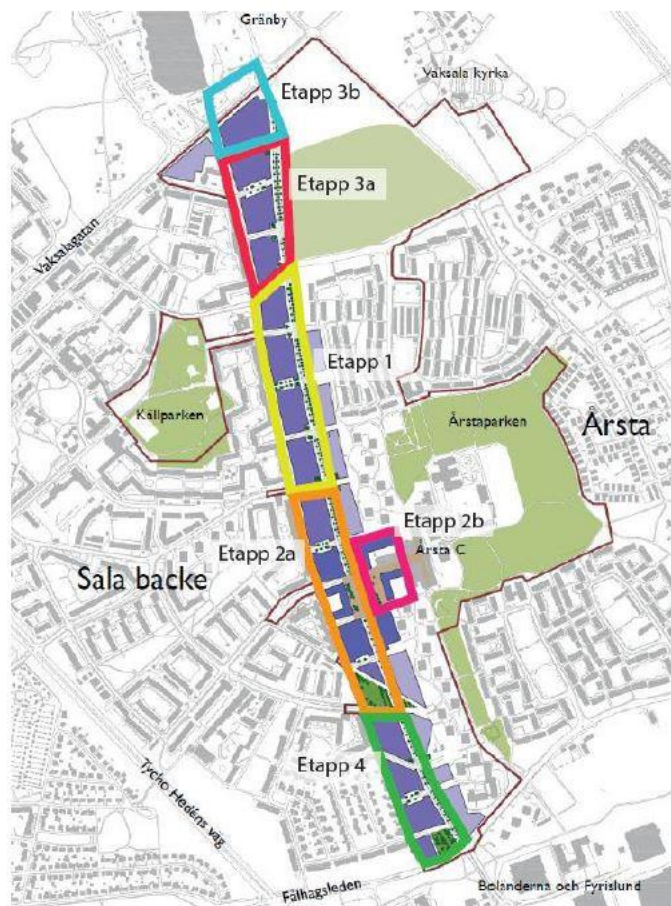 Gränby
Vaksala kyrka
Etapp 3b
Etapp 3a
Vaksalagatan
Etapp 1
Källparken
Årstaparken
Årsta
Etapp 2b
Årsta C
Etapp 2a
Sala backe
Etapp 4
Tycho Hedéns väg
Fålhagsleden
Bolanderna och Fyrislund